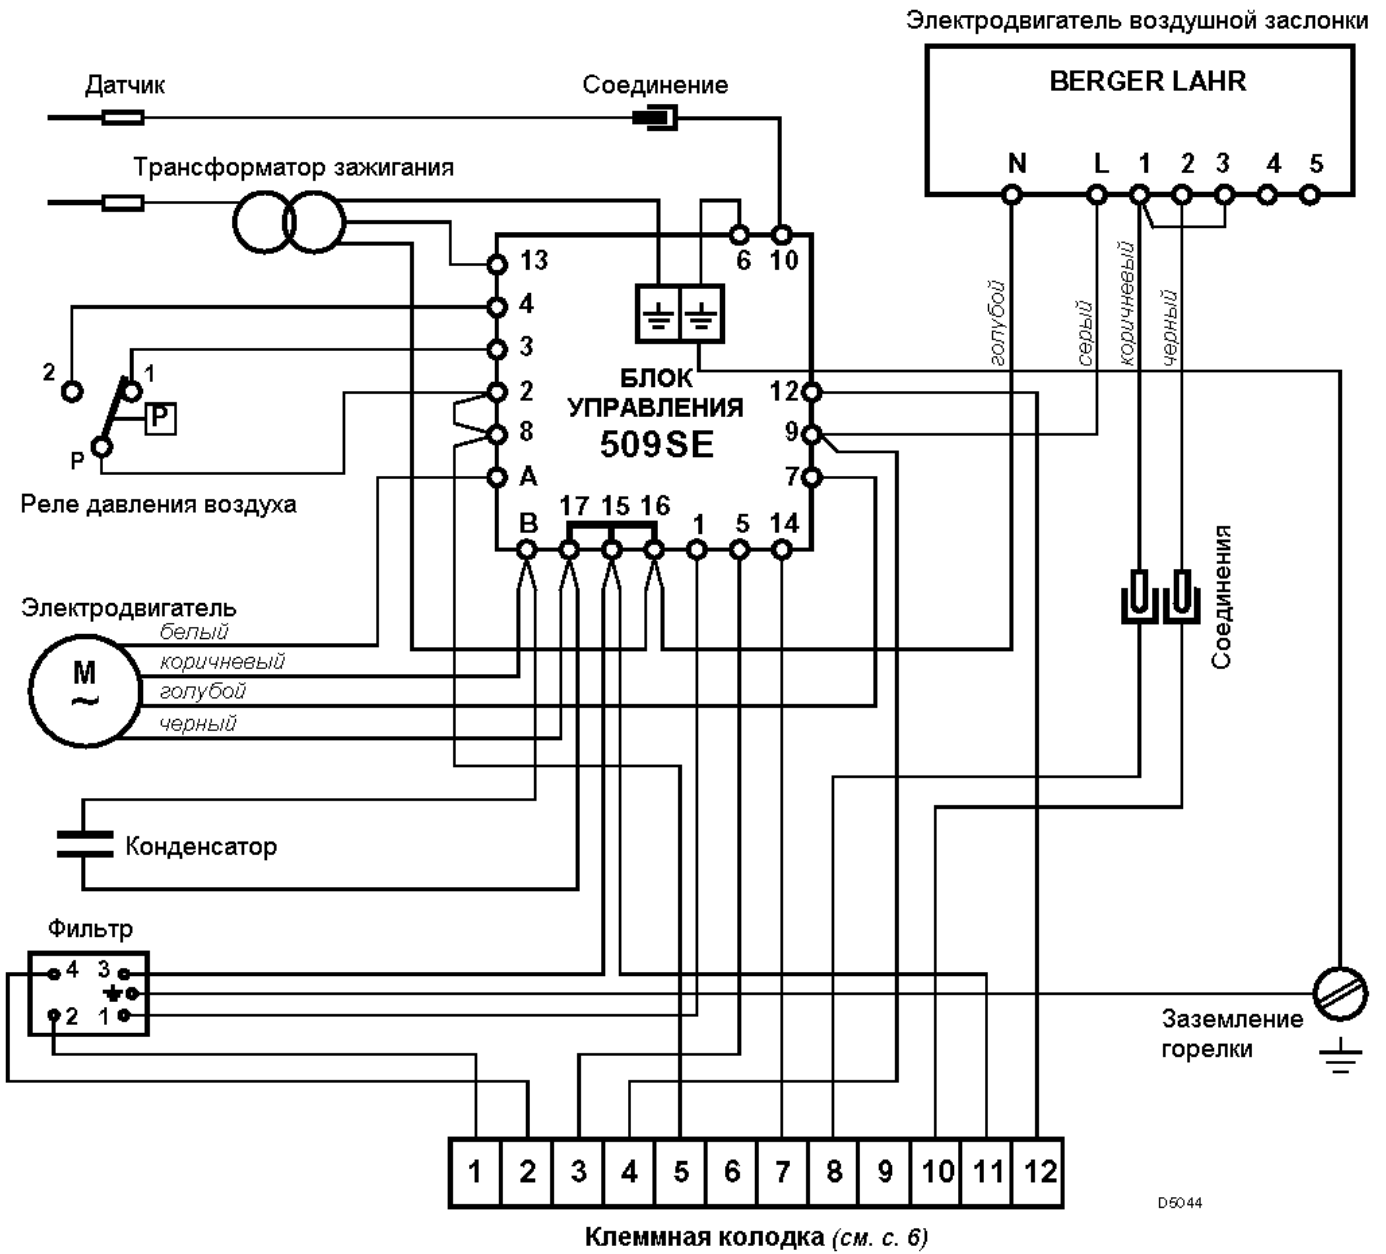 Электродвигатель воздушной заслонки
BERGER LAHR
N L 1 2 3 4 5
Датчик
Соединение
Трансформатор зажигания
6 10
13
4
3
2
8
A
2 1
P
P
Реле давления воздуха
БЛОК
УПРАВЛЕНИЯ
509SE
12
9
7
B 17 15 16 1 5 14
голубой
серый
коричневый
черный
Соединения
Электродвигатель
M
~
белый
коричневый
голубой
черный
Конденсатор
Фильтр
4 3
2 1
Заземление
горелки
1 2 3 4 5 6 7 8 9 10 11 12
D5044
Клеммная колодка (см. с. 6)